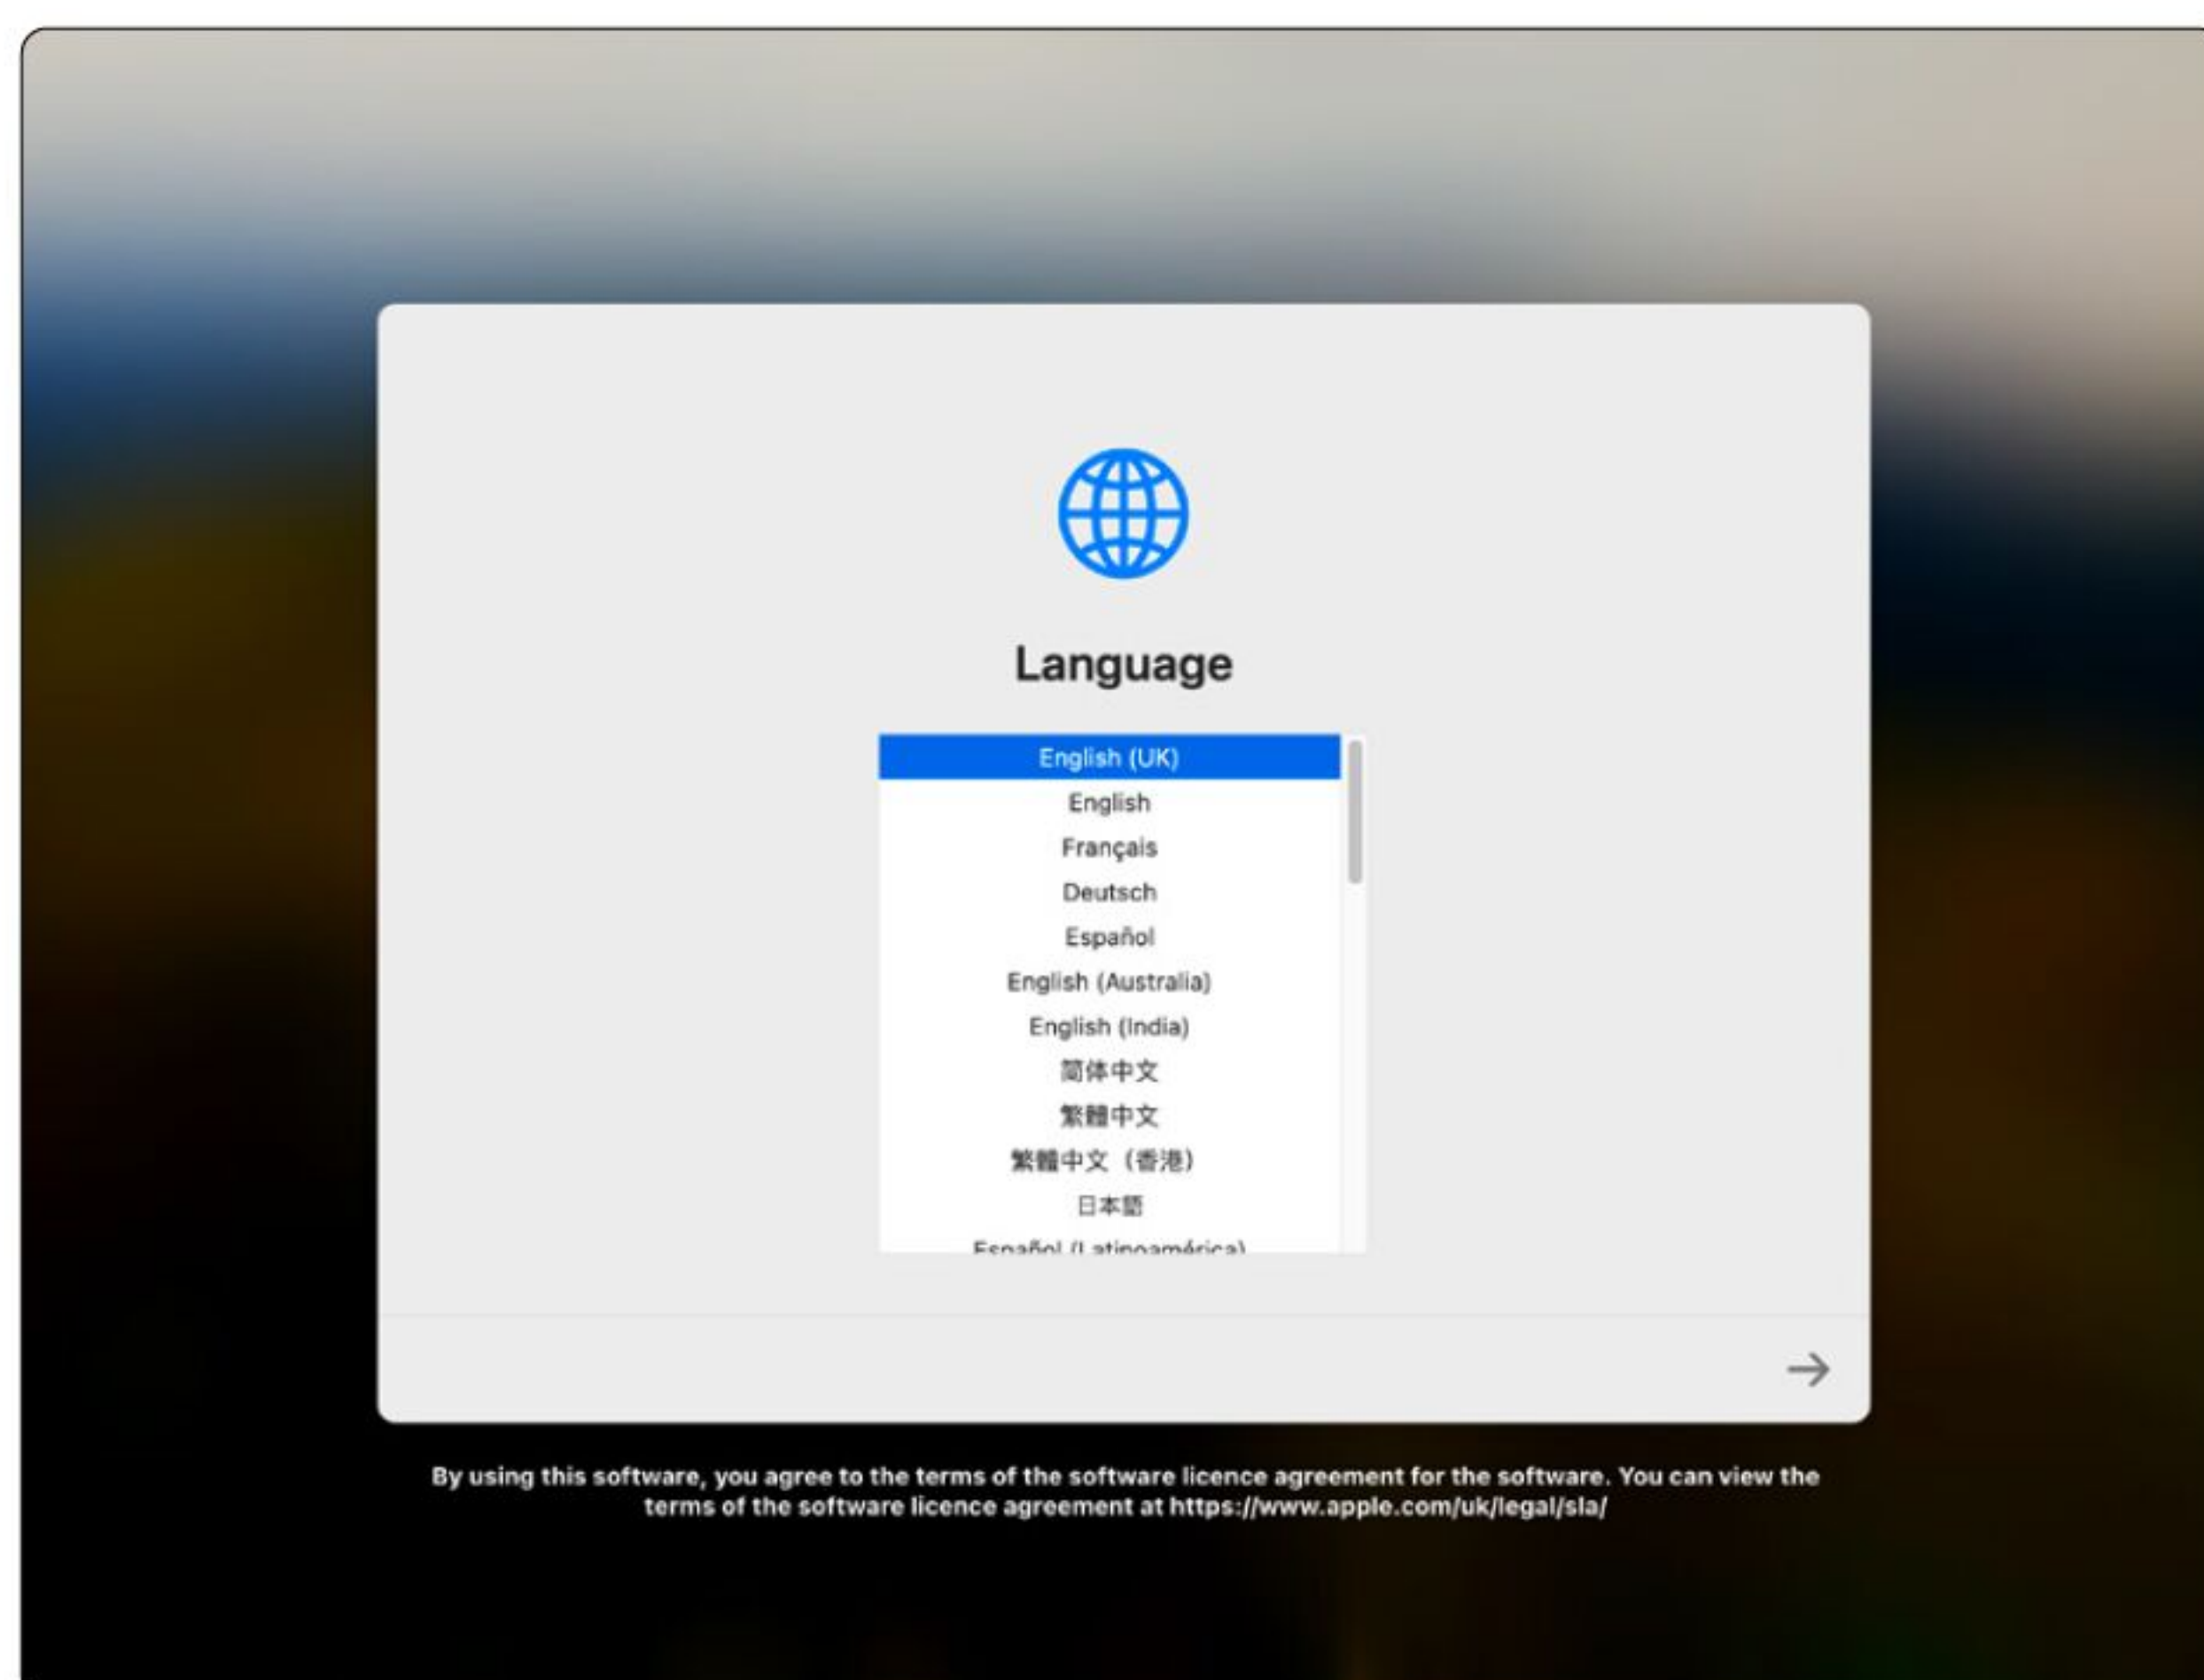 Language
English (UK)
English
Français
Deutsch
Español
English (Australia)
English (India)
简体中文
繁體中文
繁體中文（香港）
日本語
Español (Latinoamérica)
By using this software, you agree to the terms of the software licence agreement for the software. You can view the
terms of the software licence agreement at https://www.apple.com/uk/legal/sla/